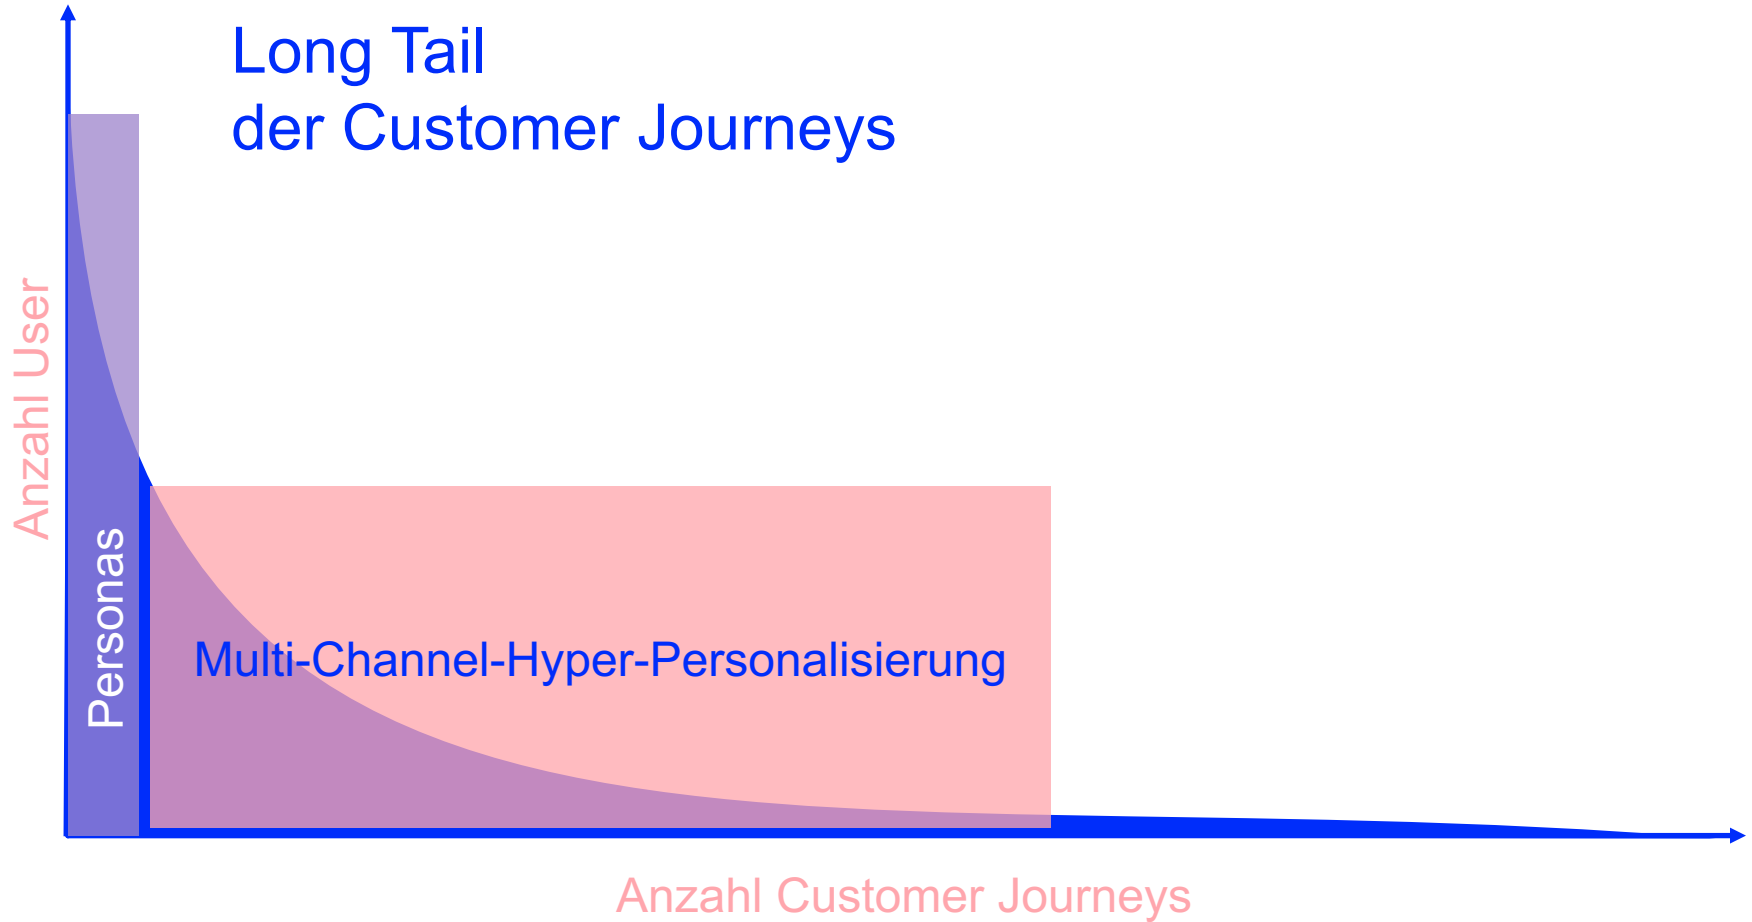 Long Tail
der Customer Journeys
Anzahl User
Personas
Multi-Channel-Hyper-Personalisierung
Anzahl Customer Journeys